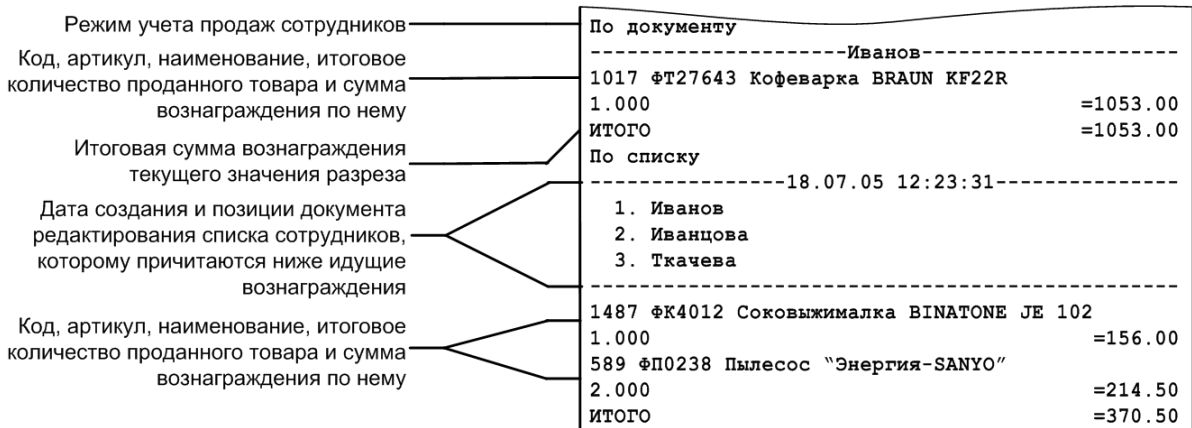 Режим учета продаж сотрудников
Код, артикул, наименование, итоговое
количество проданного товара и сумма
вознаграждения по нему
Итоговая сумма вознаграждения
текущего значения разреза
Дата создания и позиции документа
редактирования списка сотрудников,
которому причитаются ниже идущие
вознаграждения
Код, артикул, наименование, итоговое
количество проданного товара и сумма
вознаграждения по нему
По документу
---------------------Иванов---------------------
1017 ФТ27643 Кофеварка BRAUN KF22R
1.000 =1053.00
ИТОГО =1053.00
По списку
----------------18.07.05 12:23:31---------------
1. Иванов
2. Иванцова
3. Ткачева
------------------------------------------------
1487 ФК4012 Соковыжималка BINATONE JE 102
1.000 =156.00
589 ФП0238 Пылесос “Энергия-SANYO”
2.000 =214.50
ИТОГО =370.50